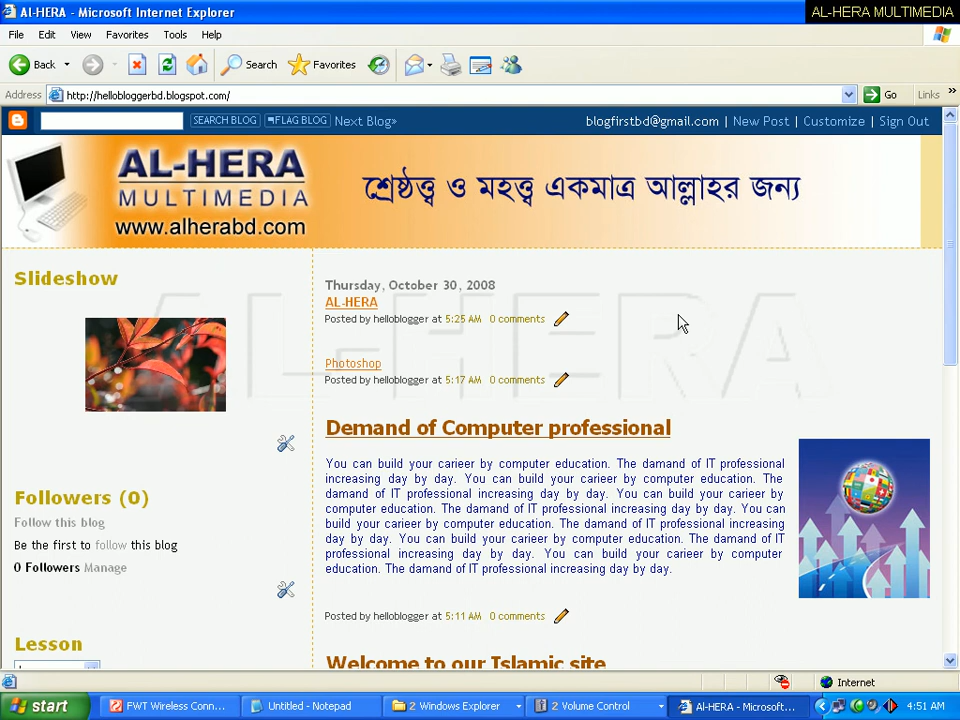 Al-HERA - Microsoft Internet Explorer
AL-HERA MULTIMEDIA
File Edit View Favorites Tools Help
Back Search Favorites
Address http://hellobloggerbd.blogspot.com/ Go Links »
SEARCH BLOG FLAG BLOG Next Blog» blogfirstbd@gmail.com | New Post | Customize | Sign Out
AL-HERA
MULTIMEDIA
www.alherabd.com
শ্রেষ্ঠত্ত্ব ও মহত্ত্ব একমাত্র আল্লাহর জন্য
AL-HERA
Slideshow
Followers (0)
Follow this blog
Be the first to follow this blog
0 Followers Manage
Lesson
Thursday, October 30, 2008
AL-HERA
Posted by helloblogger at 5:25 AM 0 comments
Photoshop
Posted by helloblogger at 5:17 AM 0 comments
Demand of Computer professional
You can build your carieer by computer education. The damand of IT professional
increasing day by day. You can build your carieer by computer education. The
damand of IT professional increasing day by day. You can build your carieer by
computer education. The damand of IT professional increasing day by day. You can
build your carieer by computer education. The damand of IT professional increasing
day by day. You can build your carieer by computer education. The damand of IT
professional increasing day by day. You can build your carieer by computer
education. The damand of IT professional increasing day by day.
Posted by helloblogger at 5:11 AM 0 comments
Welcome to our Islamic site
Internet
start FWT Wireless Conn... Untitled - Notepad 2 Windows Explorer 2 Volume Control Al-HERA - Microsoft... 4:51 AM